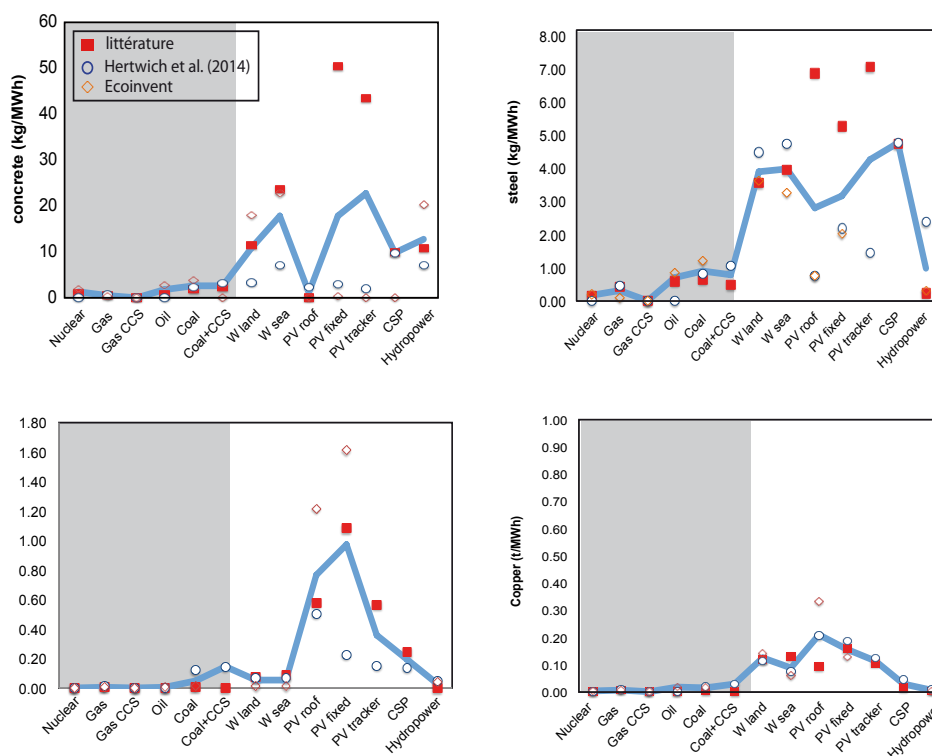 60
50
40
30
20
10
0
concrete (kg/MWh)
littérature
Hertwich et al. (2014)
Ecoinvent
Nuclear
Gas
Gas CCS
Oil
Coal
Coal+CCS
W land
W sea
PV roof
PV fixed
PV tracker
CSP
Hydropower
8.00
7.00
6.00
5.00
4.00
3.00
2.00
1.00
0.00
steel (kg/MWh)
Nuclear
Gas
Gas CCS
Oil
Coal
Coal+CCS
W land
W sea
PV roof
PV fixed
PV tracker
CSP
Hydropower
1.80
1.60
1.40
1.20
1.00
0.80
0.60
0.40
0.20
0.00
Nuclear
Gas
Gas CCS
Oil
Coal
Coal+CCS
W land
W sea
PV roof
PV fixed
PV tracker
CSP
Hydropower
1.00
0.90
0.80
0.70
0.60
0.50
0.40
0.30
0.20
0.10
0.00
Copper (t/MWh)
Nuclear
Gas
Gas CCS
Oil
Coal
Coal+CCS
W land
W sea
PV roof
PV fixed
PV tracker
CSP
Hydropower